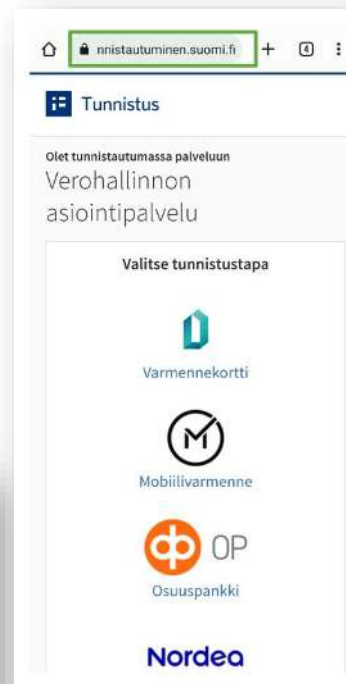 nnistautuminen.suomi.fi
4
Tunnistus
Olet tunnistautumassa palveluun
Verohallinnon
asiointipalvelu
Valitse tunnistustapa
Varmennekortti
M
Mobiilivarmenne
OP
Osuuspankki
Nordea